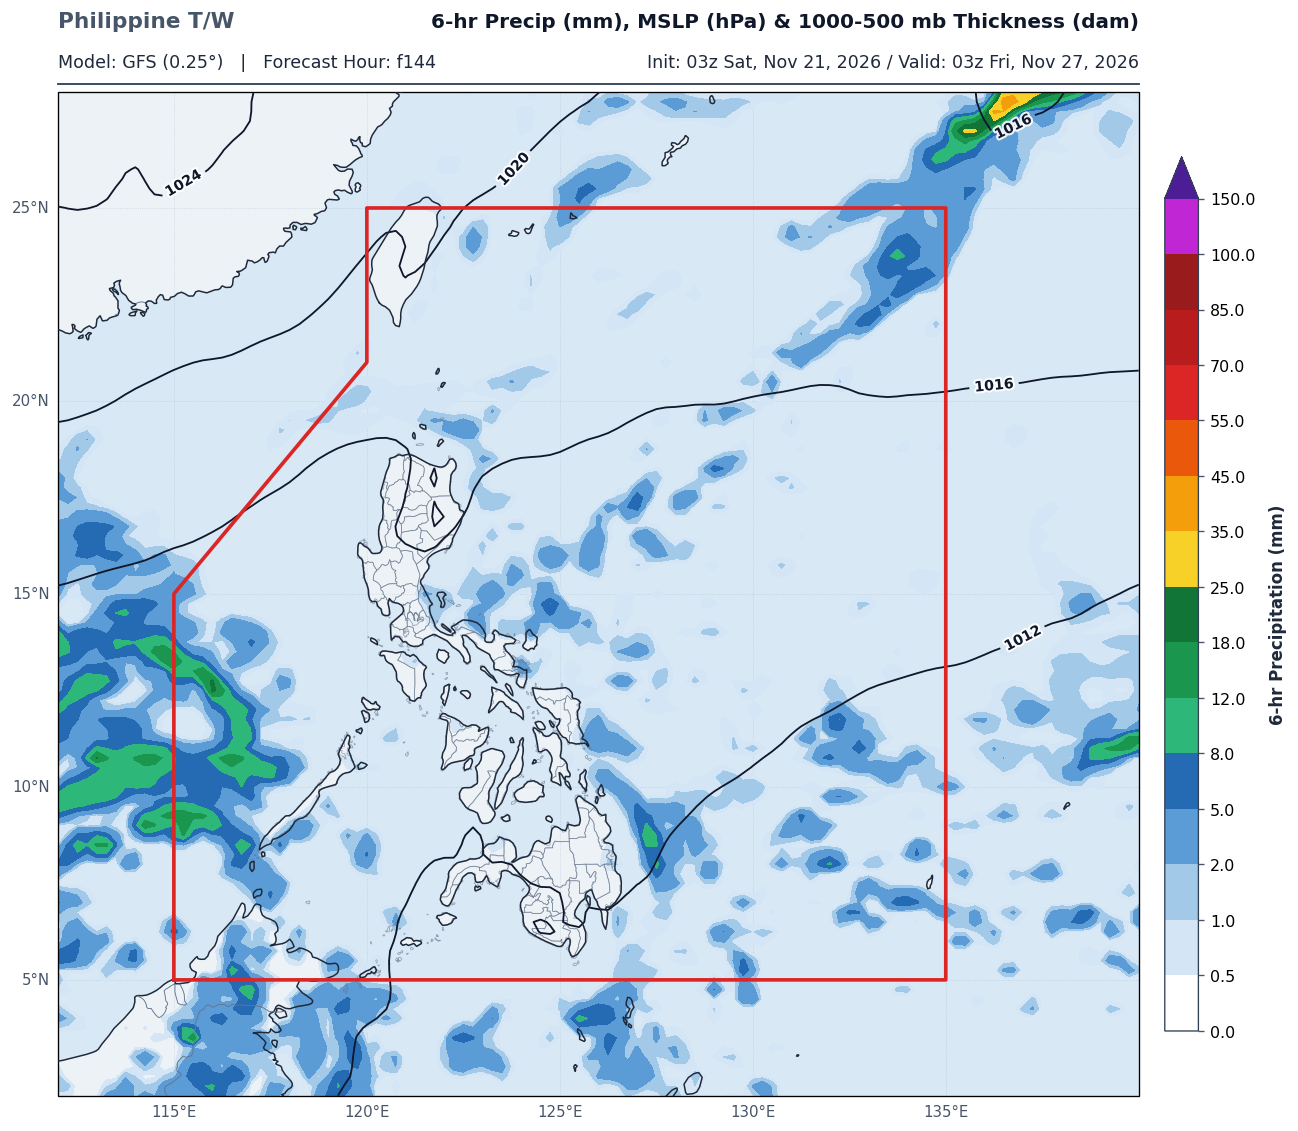 Philippine T/W
6-hr Precip (mm), MSLP (hPa) & 1000-500 mb Thickness (dam)
Model: GFS (0.25°) | Forecast Hour: f144
Init: 03z Sat, Nov 21, 2026 / Valid: 03z Fri, Nov 27, 2026
1016
1024
1020
1016
1012
25°N
20°N
15°N
10°N
5°N
115°E
120°E
125°E
130°E
135°E
150.0
100.0
85.0
70.0
55.0
45.0
35.0
25.0
18.0
12.0
8.0
5.0
2.0
1.0
0.5
0.0
6-hr Precipitation (mm)